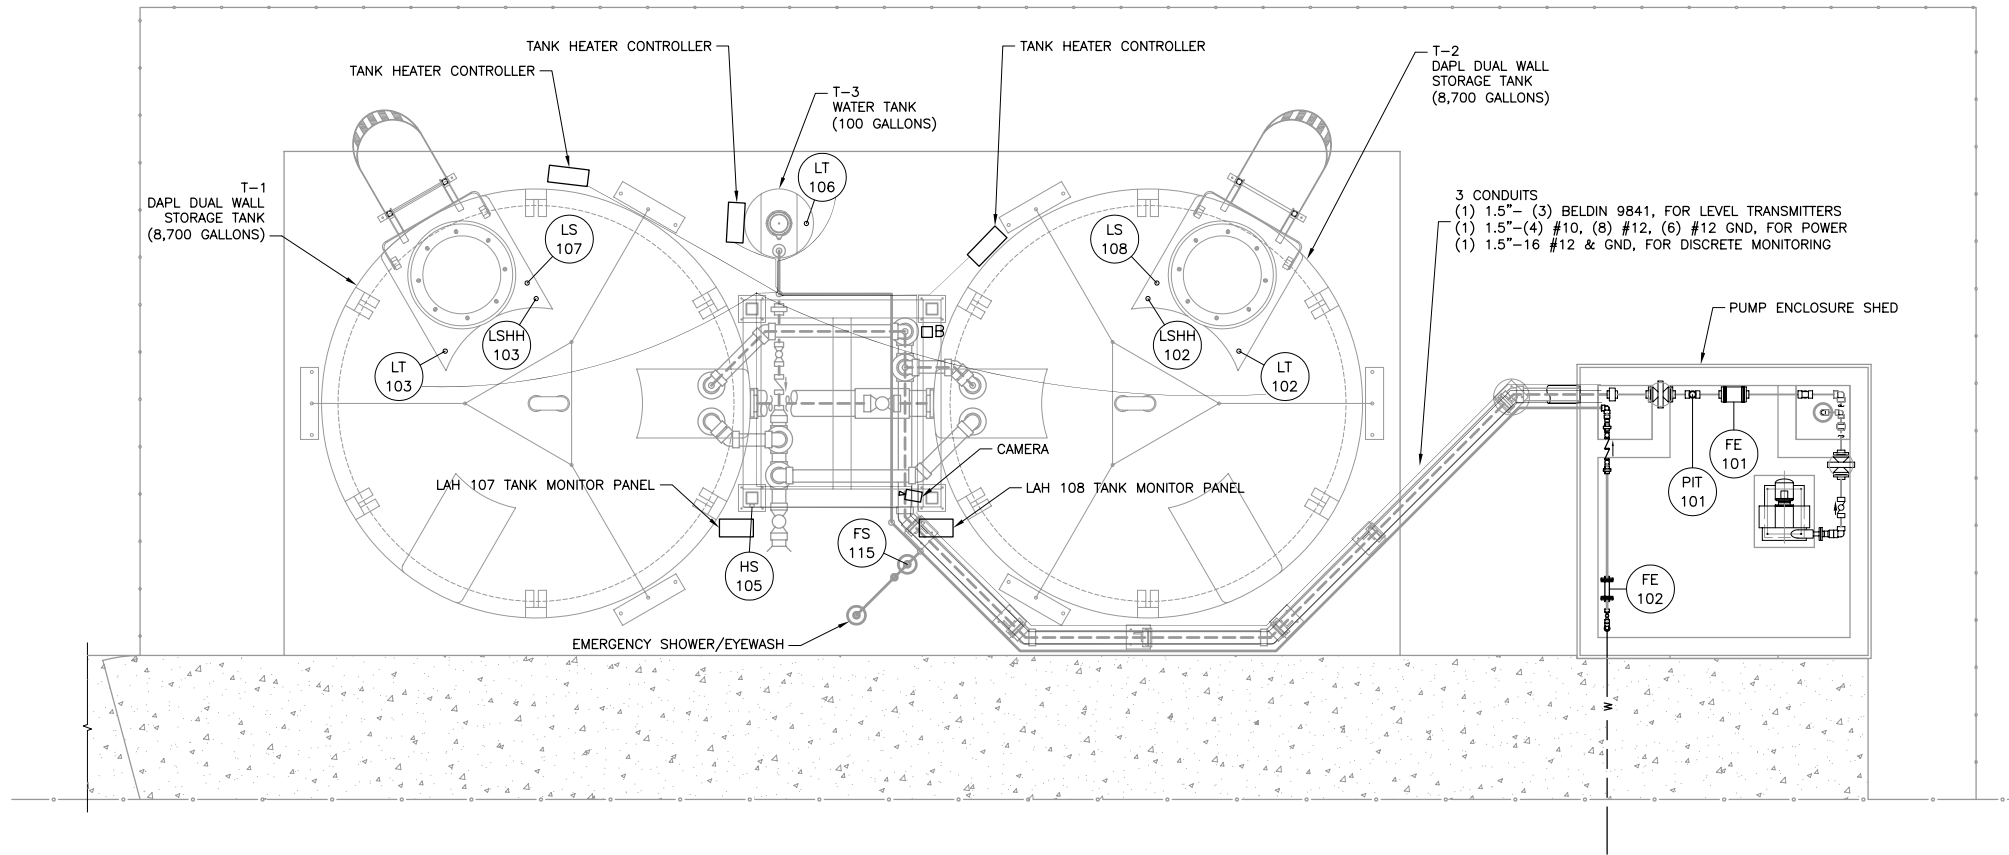 TANK HEATER CONTROLLER
TANK HEATER CONTROLLER
TANK HEATER CONTROLLER
T-3
WATER TANK
(100 GALLONS)
T-2
DAPL DUAL WALL
STORAGE TANK
(8,700 GALLONS)
T-1
DAPL DUAL WALL
STORAGE TANK
(8,700 GALLONS)
LT
106
LS
107
LSHH
103
LT
103
LS
108
LSHH
102
LT
102
B
3 CONDUITS
(1) 1.5"- (3) BELDIN 9841, FOR LEVEL TRANSMITTERS
(1) 1.5"-(4) #10, (8) #12, (6) #12 GND, FOR POWER
(1) 1.5"-16 #12 & GND, FOR DISCRETE MONITORING
PUMP ENCLOSURE SHED
FE
101
PIT
101
FE
102
CAMERA
LAH 107 TANK MONITOR PANEL
LAH 108 TANK MONITOR PANEL
FS
115
HS
105
EMERGENCY SHOWER/EYEWASH
W